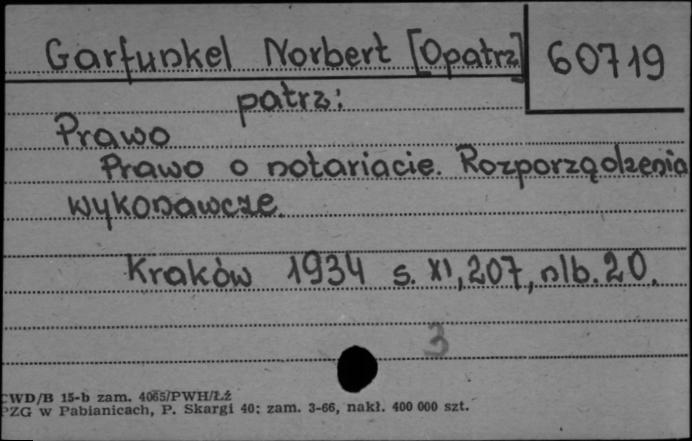 Garfunkel Norbert [Opatrz] 60719
patrz:
Prawo
Prawo o notariacie. Rozporządzenia
wykonawcze.
Kraków 1934 s. XI, 207, nlb. 20.
3
CWD/B 15-b zam. 4065/PWH/Łż
PZG w Pabianicach, P. Skargi 40; zam. 3-66, nakł. 400 000 szt.